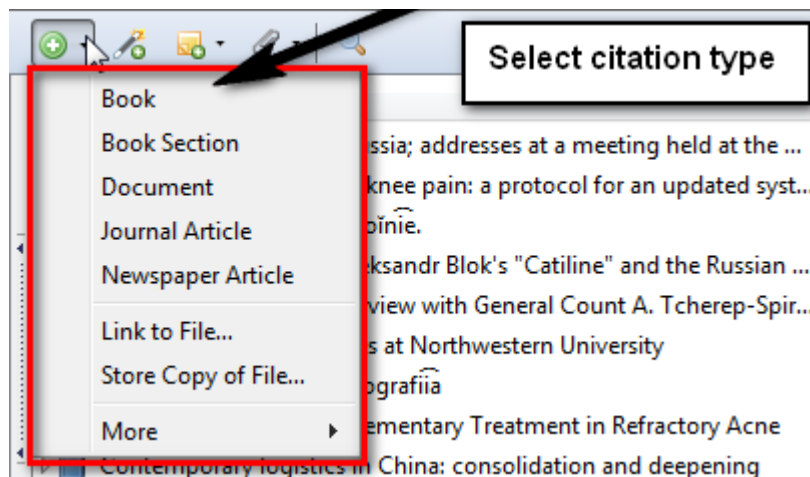 Select citation type
Book
Book Section
ssia; addresses at a meeting held at the ...
Document
knee pain: a protocol for an updated syst...
Journal Article
oĭnı͡e.
Newspaper Article
eksandr Blok's "Catiline" and the Russian ...
view with General Count A. Tcherep-Spir...
Link to File...
s at Northwestern University
Store Copy of File...
ografii͡a
More
ementary Treatment in Refractory Acne
Contemporary logistics in China: consolidation and deepening